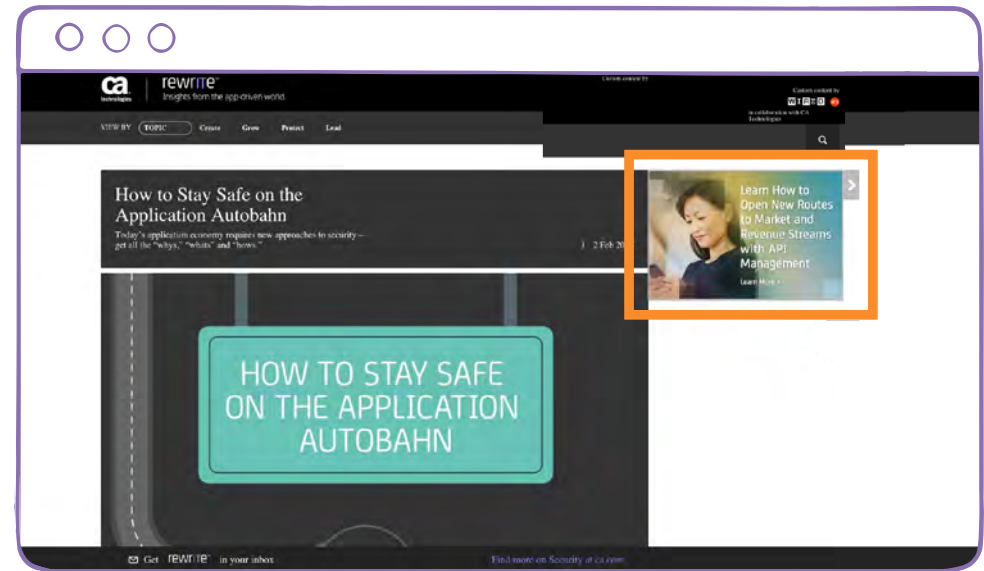 ca
technologies
rewrite
Insights from the app-driven world.
Custom content by
Custom content by
WIRED
in collaboration with CA
Technologies
VIEW BY TOPIC Create Grow Protect Lead
How to Stay Safe on the
Application Autobahn
Today's application economy requires new approaches to security—
get all the "whys," "whats" and "hows."
2 Feb 20
Learn How to
Open New Routes
to Market and
Revenue Streams
with API
Management
Learn More >
HOW TO STAY SAFE
ON THE APPLICATION
AUTOBAHN
Get rewrite in your inbox
Find more on Security at ca.com